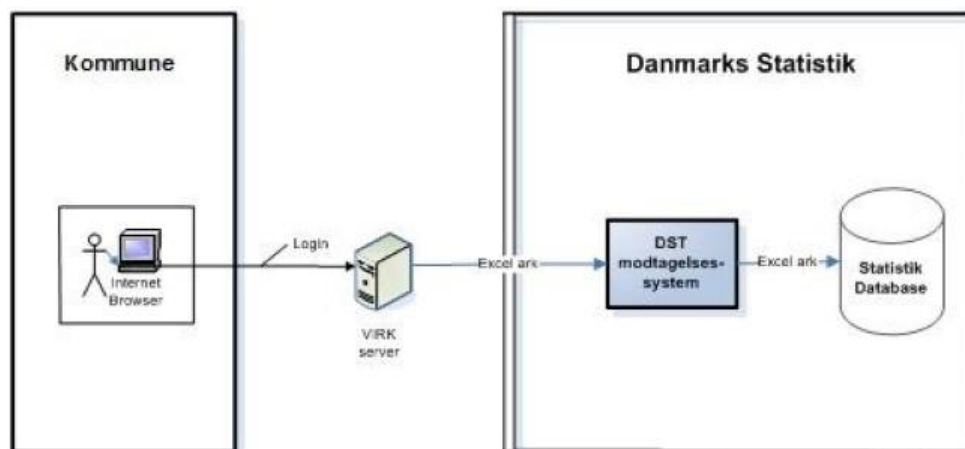 Kommune
Danmarks Statistik
Internet
Browser
Login
VIRK
server
Excel ark
DST
modtagelses-
system
Excel ark
Statistik
Database